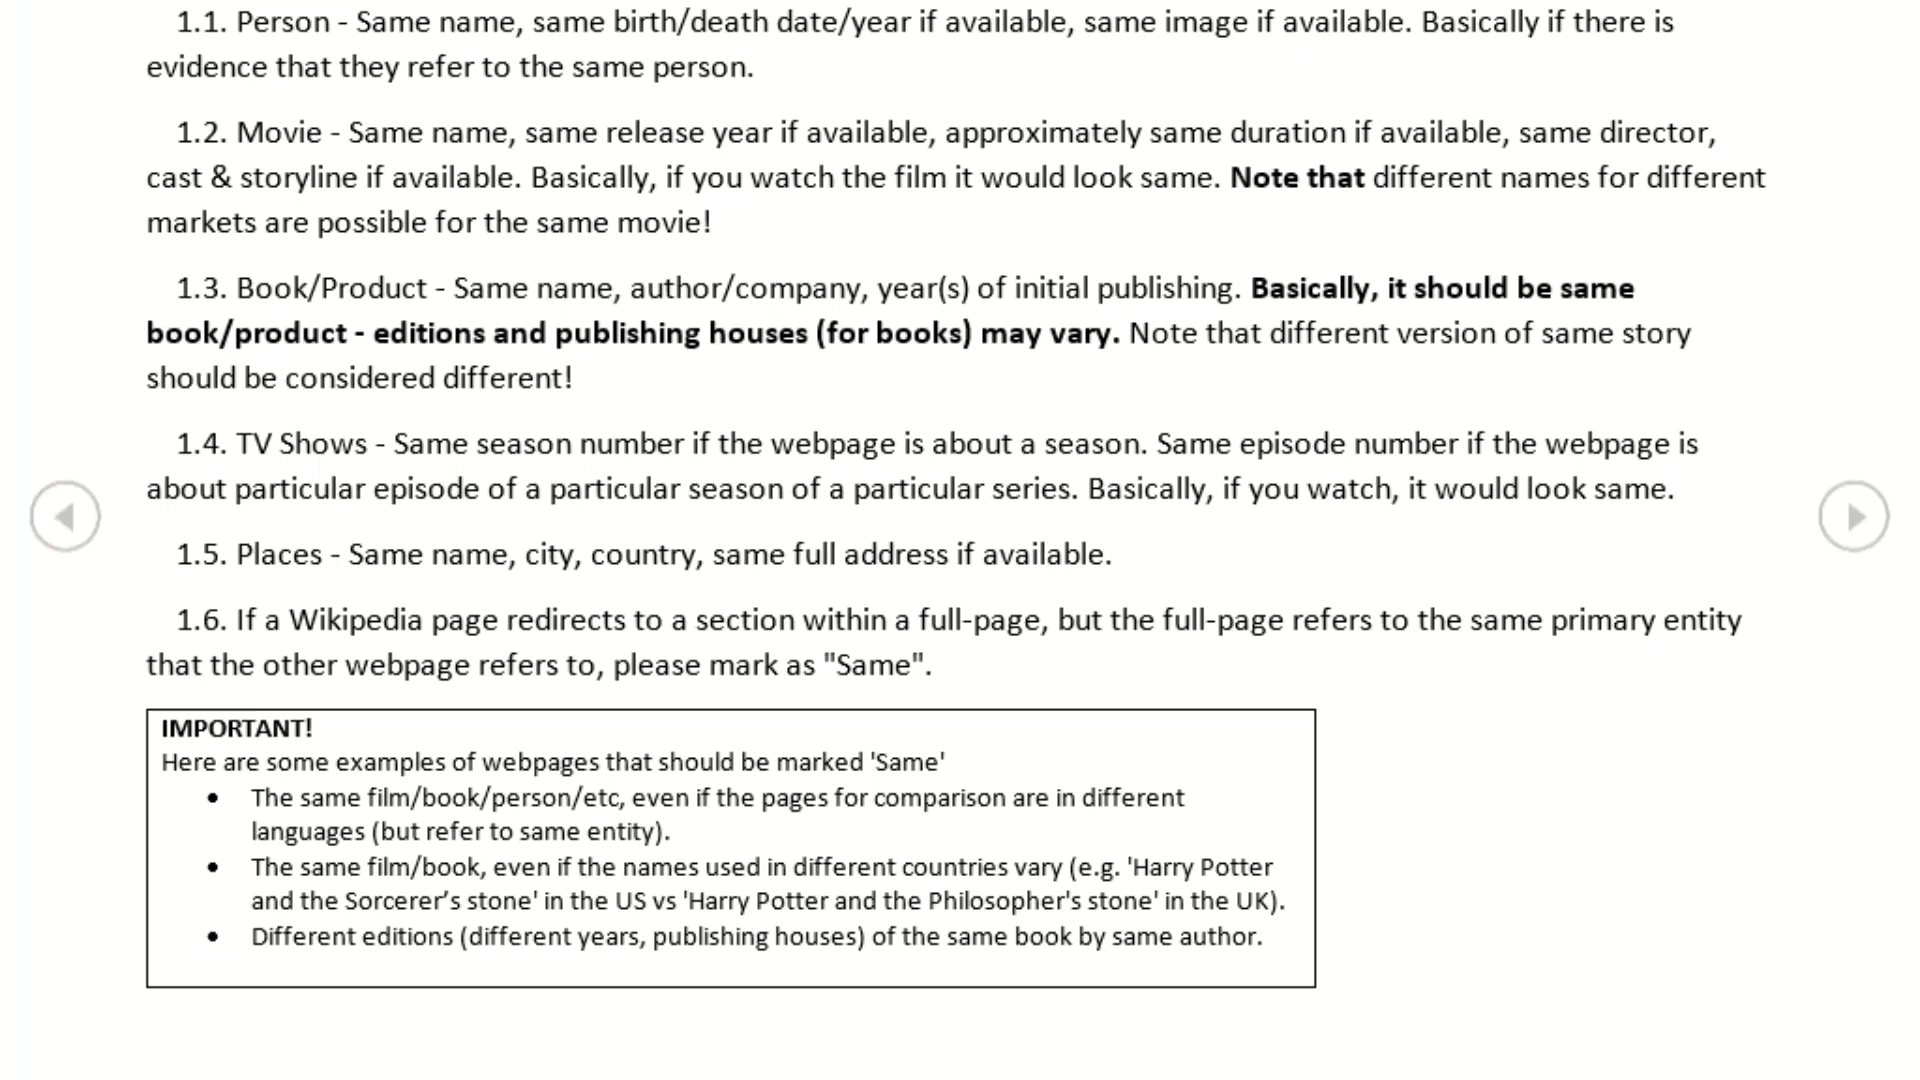 1.1. Person - Same name, same birth/death date/year if available, same image if available. Basically if there is
evidence that they refer to the same person.
1.2. Movie - Same name, same release year if available, approximately same duration if available, same director,
cast & storyline if available. Basically, if you watch the film it would look same. Note that different names for different
markets are possible for the same movie!
1.3. Book/Product - Same name, author/company, year(s) of initial publishing. Basically, it should be same
book/product - editions and publishing houses (for books) may vary. Note that different version of same story
should be considered different!
1.4. TV Shows - Same season number if the webpage is about a season. Same episode number if the webpage is
about particular episode of a particular season of a particular series. Basically, if you watch, it would look same.
1.5. Places - Same name, city, country, same full address if available.
1.6. If a Wikipedia page redirects to a section within a full-page, but the full-page refers to the same primary entity
that the other webpage refers to, please mark as "Same".
IMPORTANT!
Here are some examples of webpages that should be marked 'Same'
• The same film/book/person/etc, even if the pages for comparison are in different
languages (but refer to same entity).
• The same film/book, even if the names used in different countries vary (e.g. 'Harry Potter
and the Sorcerer’s stone' in the US vs 'Harry Potter and the Philosopher's stone' in the UK).
• Different editions (different years, publishing houses) of the same book by same author.